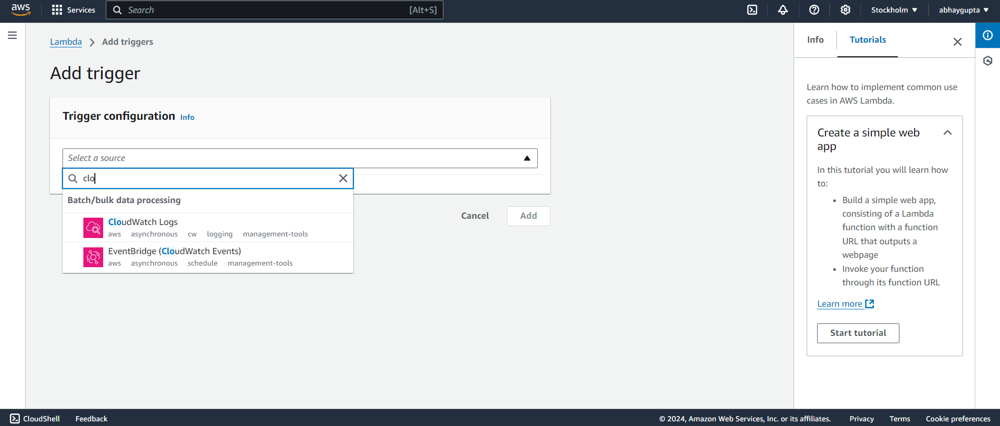 aws
Services
Search
[Alt+S]
Stockholm
abhaygupta
Lambda
Add triggers
Add trigger
Trigger configuration Info
Select a source
clo
Batch/bulk data processing
CloudWatch Logs
aws asynchronous cw logging management-tools
EventBridge (CloudWatch Events)
aws asynchronous schedule management-tools
Cancel
Add
Info
Tutorials
Learn how to implement common use
cases in AWS Lambda.
Create a simple web
app
In this tutorial you will learn how
to:
• Build a simple web app,
consisting of a Lambda
function with a function
URL that outputs a
webpage
• Invoke your function
through its function URL
Learn more
Start tutorial
CloudShell
Feedback
© 2024, Amazon Web Services, Inc. or its affiliates.
Privacy
Terms
Cookie preferences